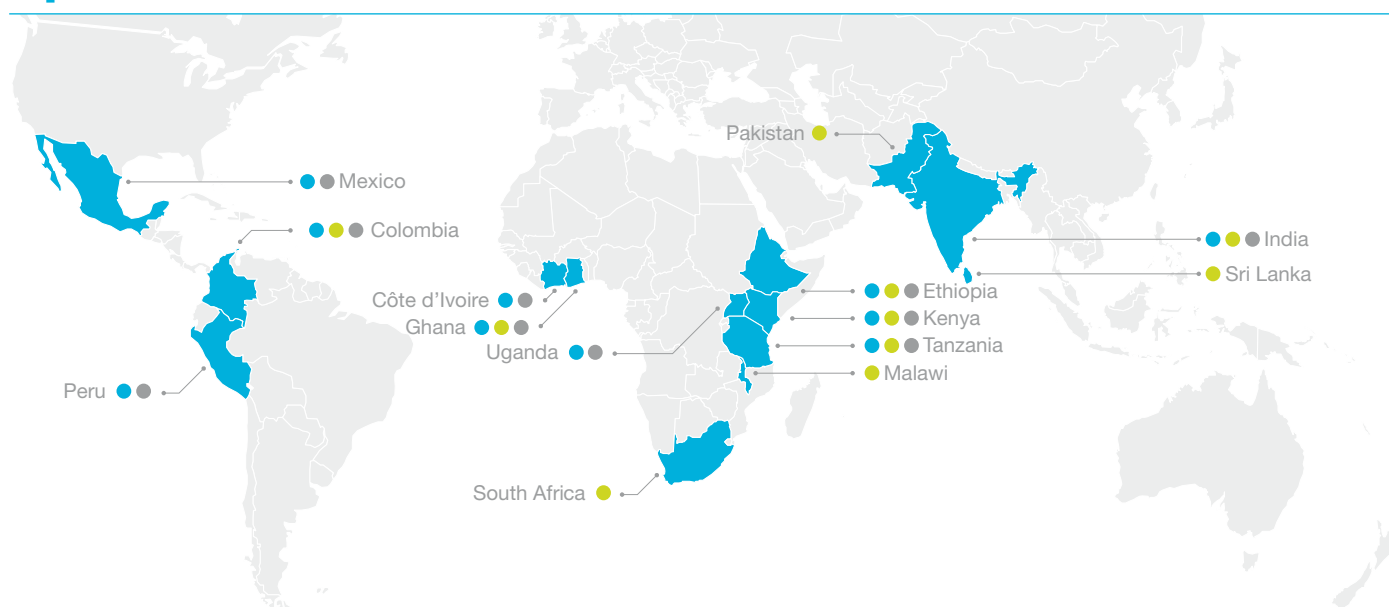 Pakistan
Mexico
Colombia
India
Sri Lanka
Côte d’Ivoire
Ethiopia
Ghana
Kenya
Uganda
Tanzania
Malawi
Peru
South Africa